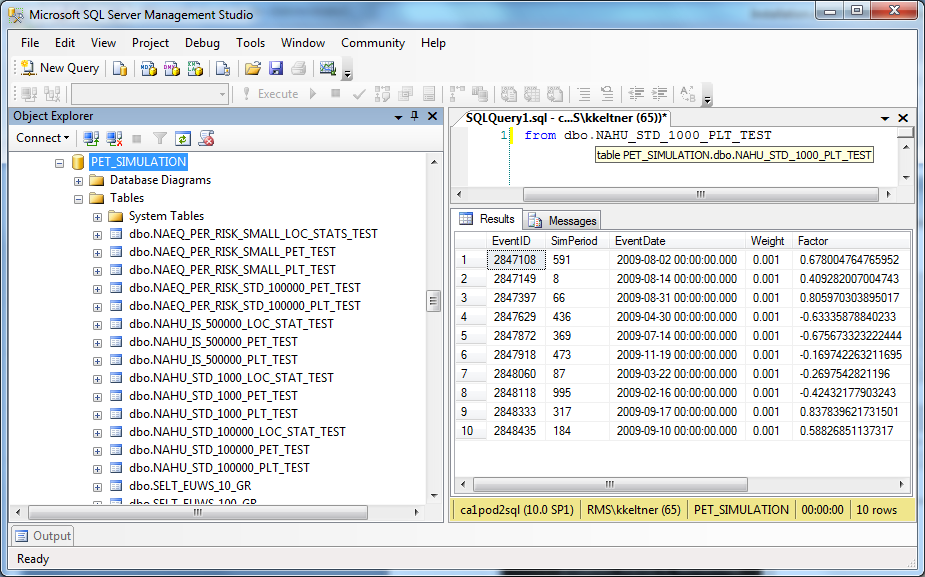 Microsoft SQL Server Management Studio
File Edit View Project Debug Tools Window Community Help
New Query
Execute
Object Explorer
Connect
PET_SIMULATION
Database Diagrams
Tables
System Tables
dbo.NAEQ_PER_RISK_SMALL_LOC_STATS_TEST
dbo.NAEQ_PER_RISK_SMALL_PET_TEST
dbo.NAEQ_PER_RISK_SMALL_PLT_TEST
dbo.NAEQ_PER_RISK_STD_100000_PET_TEST
dbo.NAEQ_PER_RISK_STD_100000_PLT_TEST
dbo.NAHU_IS_500000_LOC_STAT_TEST
dbo.NAHU_IS_500000_PET_TEST
dbo.NAHU_IS_500000_PLT_TEST
dbo.NAHU_STD_1000_LOC_STAT_TEST
dbo.NAHU_STD_1000_PET_TEST
dbo.NAHU_STD_1000_PLT_TEST
dbo.NAHU_STD_100000_LOC_STAT_TEST
dbo.NAHU_STD_100000_PET_TEST
dbo.NAHU_STD_100000_PLT_TEST
dbo.SELT_EUWS_10_GR
dbo.SELT_EUWS_100_GR
SQLQuery1.sql - c...S\kkeltner (65))*
1 from dbo.NAHU_STD_1000_PLT_TEST
table PET_SIMULATION.dbo.NAHU_STD_1000_PLT_TEST
Results Messages
EventID SimPeriod EventDate Weight Factor
1 2847108 591 2009-08-02 00:00:00.000 0.001 0.678004764765952
2 2847149 8 2009-08-14 00:00:00.000 0.001 0.409282007004743
3 2847397 66 2009-08-31 00:00:00.000 0.001 0.805970303895017
4 2847629 436 2009-04-30 00:00:00.000 0.001 -0.63335878840233
5 2847872 369 2009-07-14 00:00:00.000 0.001 -0.675673323222444
6 2847918 473 2009-11-19 00:00:00.000 0.001 -0.169742263211695
7 2848060 87 2009-03-22 00:00:00.000 0.001 -0.2697542821196
8 2848118 995 2009-02-16 00:00:00.000 0.001 -0.42432177903243
9 2848333 317 2009-09-17 00:00:00.000 0.001 0.837839621731501
10 2848435 184 2009-09-10 00:00:00.000 0.001 0.58826851137317
ca1pod2sql (10.0 SP1) RMS\kkeltner (65) PET_SIMULATION 00:00:00 10 rows
Output
Ready